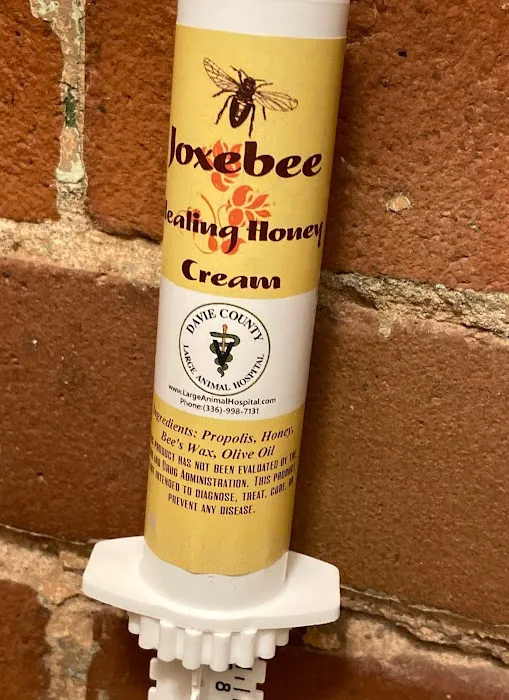 Joxebee
Healing Honey
Cream
DAVIE COUNTY
LARGE ANIMAL HOSPITAL
www.LargeAnimalHospital.com
Phone:(336)-998-7131
Ingredients: Propolis, Honey,
Bee's Wax, Olive Oil
PRODUCT HAS NOT BEEN EVALUATED BY THE
AND DRUG ADMINISTRATION. THIS PRODUCT
INTENDED TO DIAGNOSE, TREAT, CURE, OR
PREVENT ANY DISEASE.
8